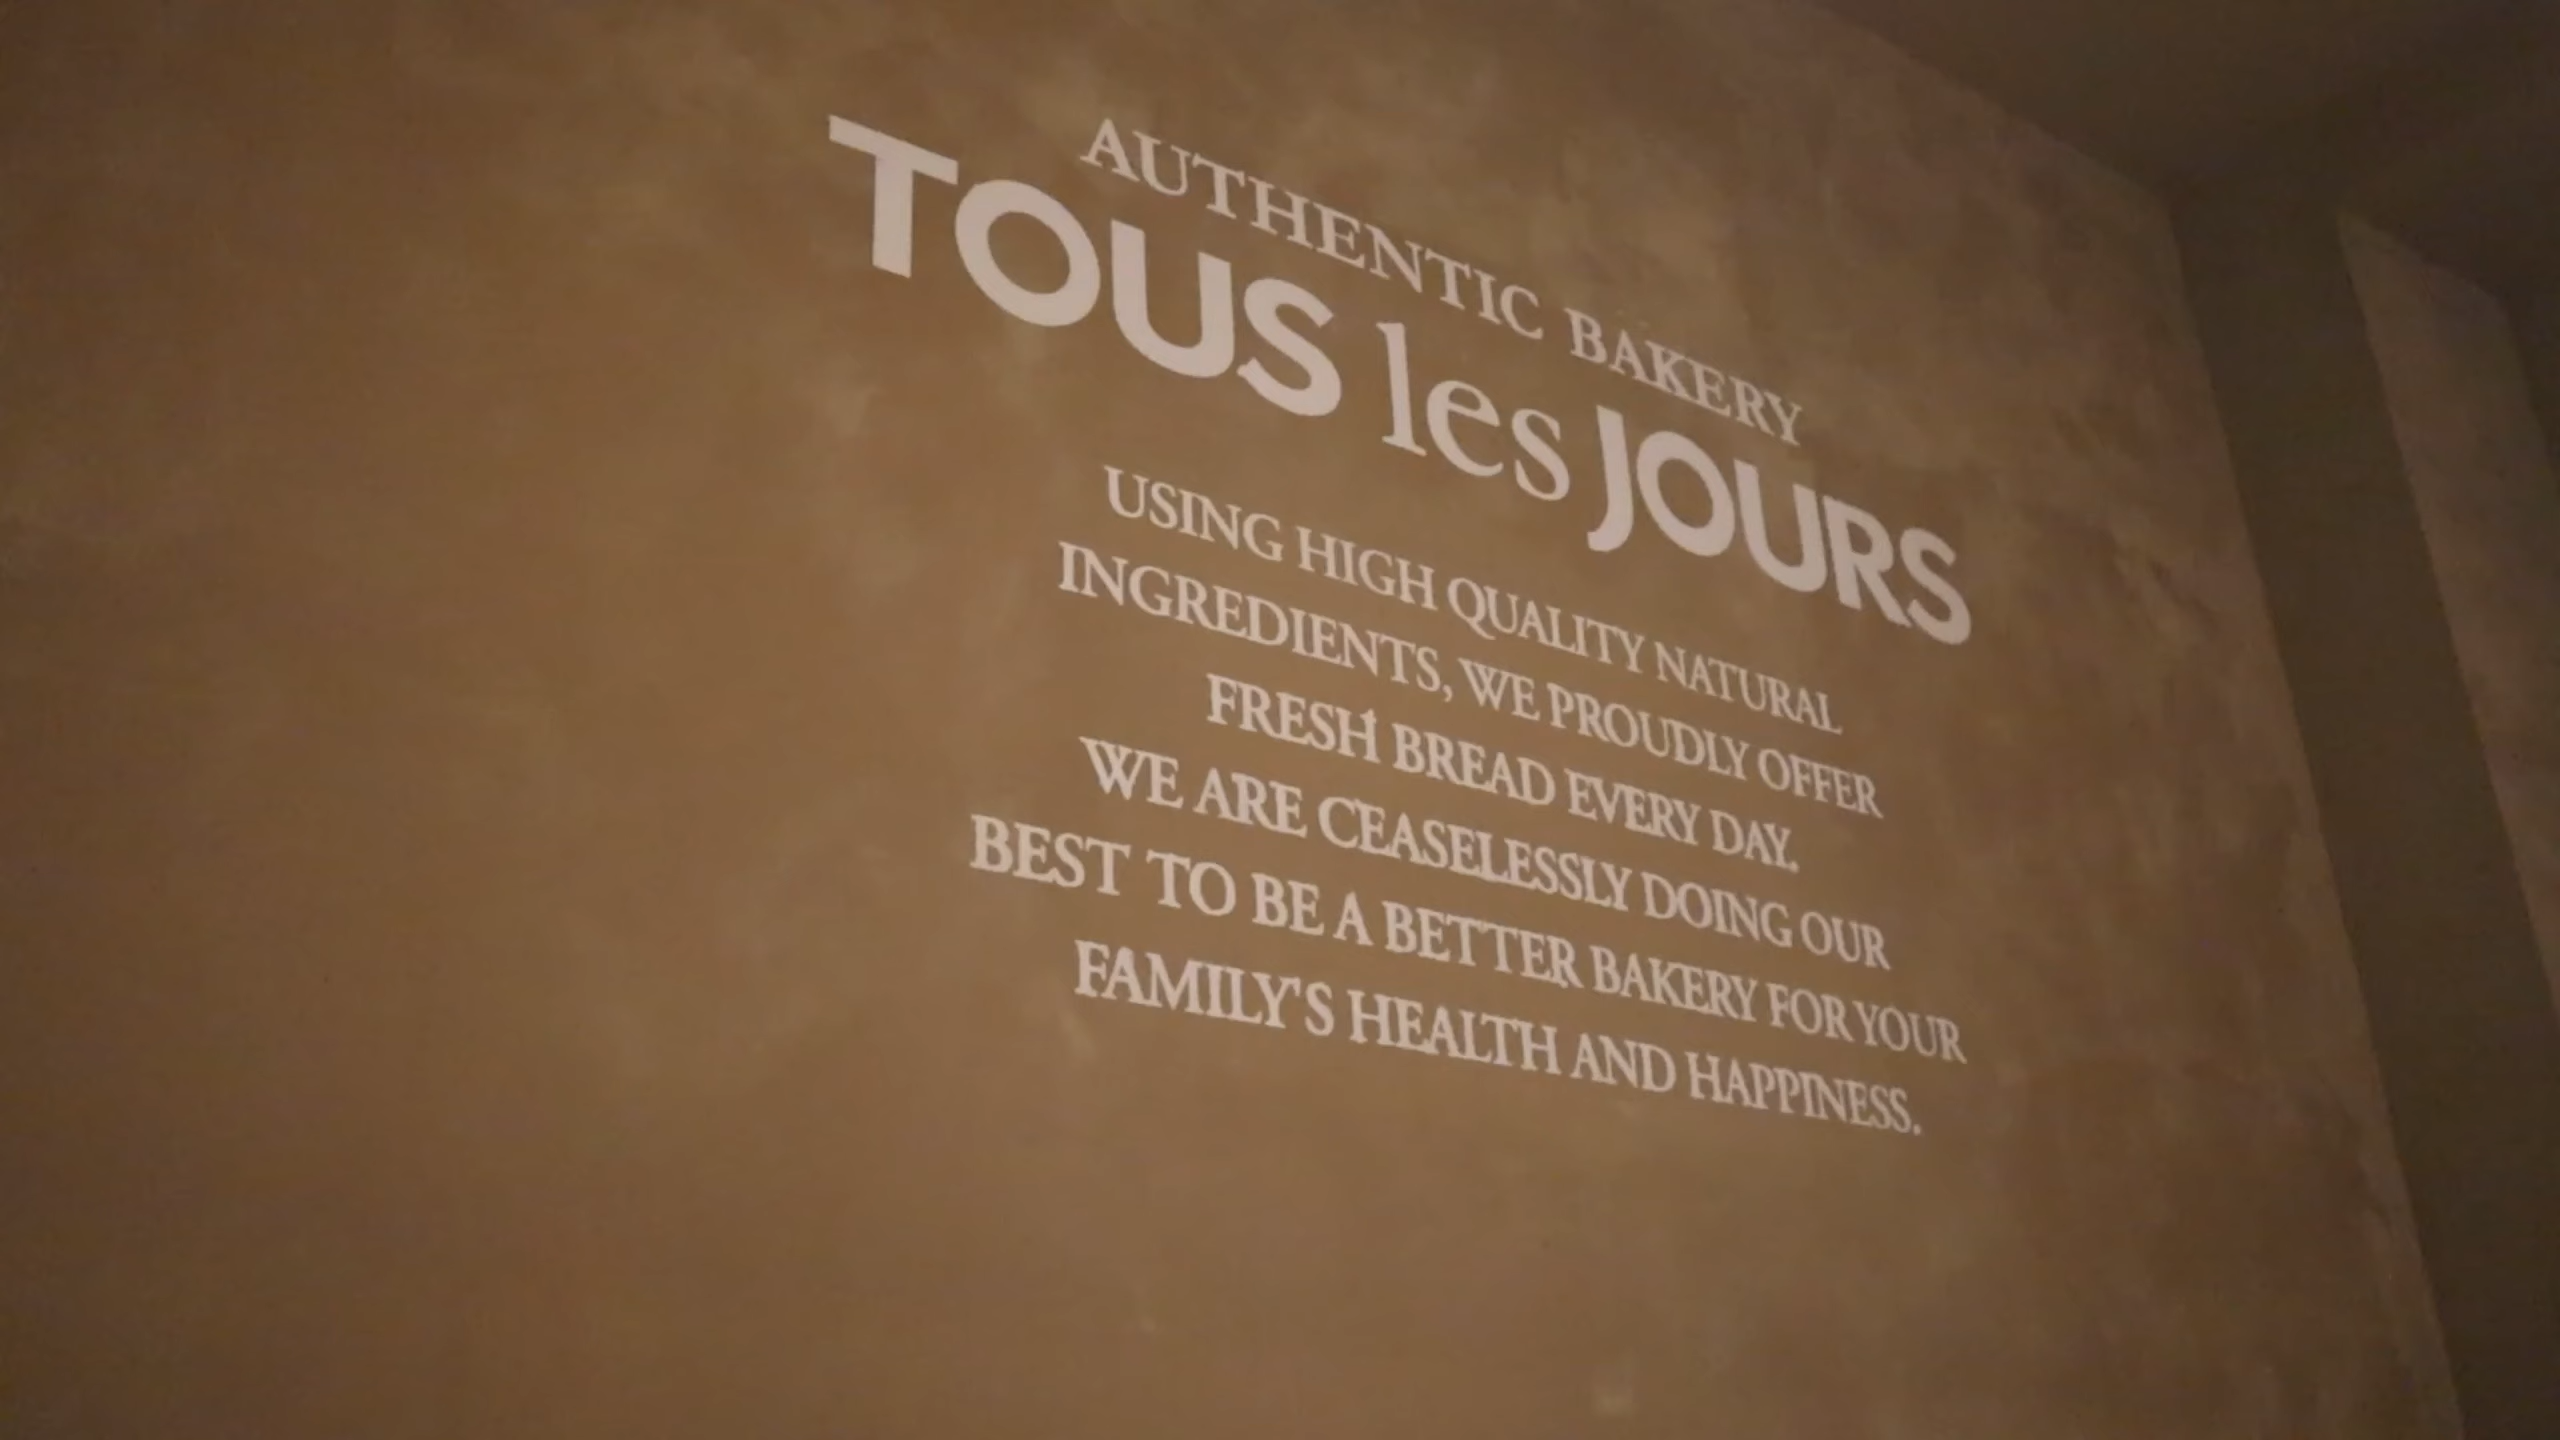 AUTHENTIC BAKERY
TOUS les JOURS
USING HIGH QUALITY NATURAL
INGREDIENTS, WE PROUDLY OFFER
FRESH BREAD EVERY DAY.
WE ARE CEASELESSLY DOING OUR
BEST TO BE A BETTER BAKERY FOR YOUR
FAMILY'S HEALTH AND HAPPINESS.